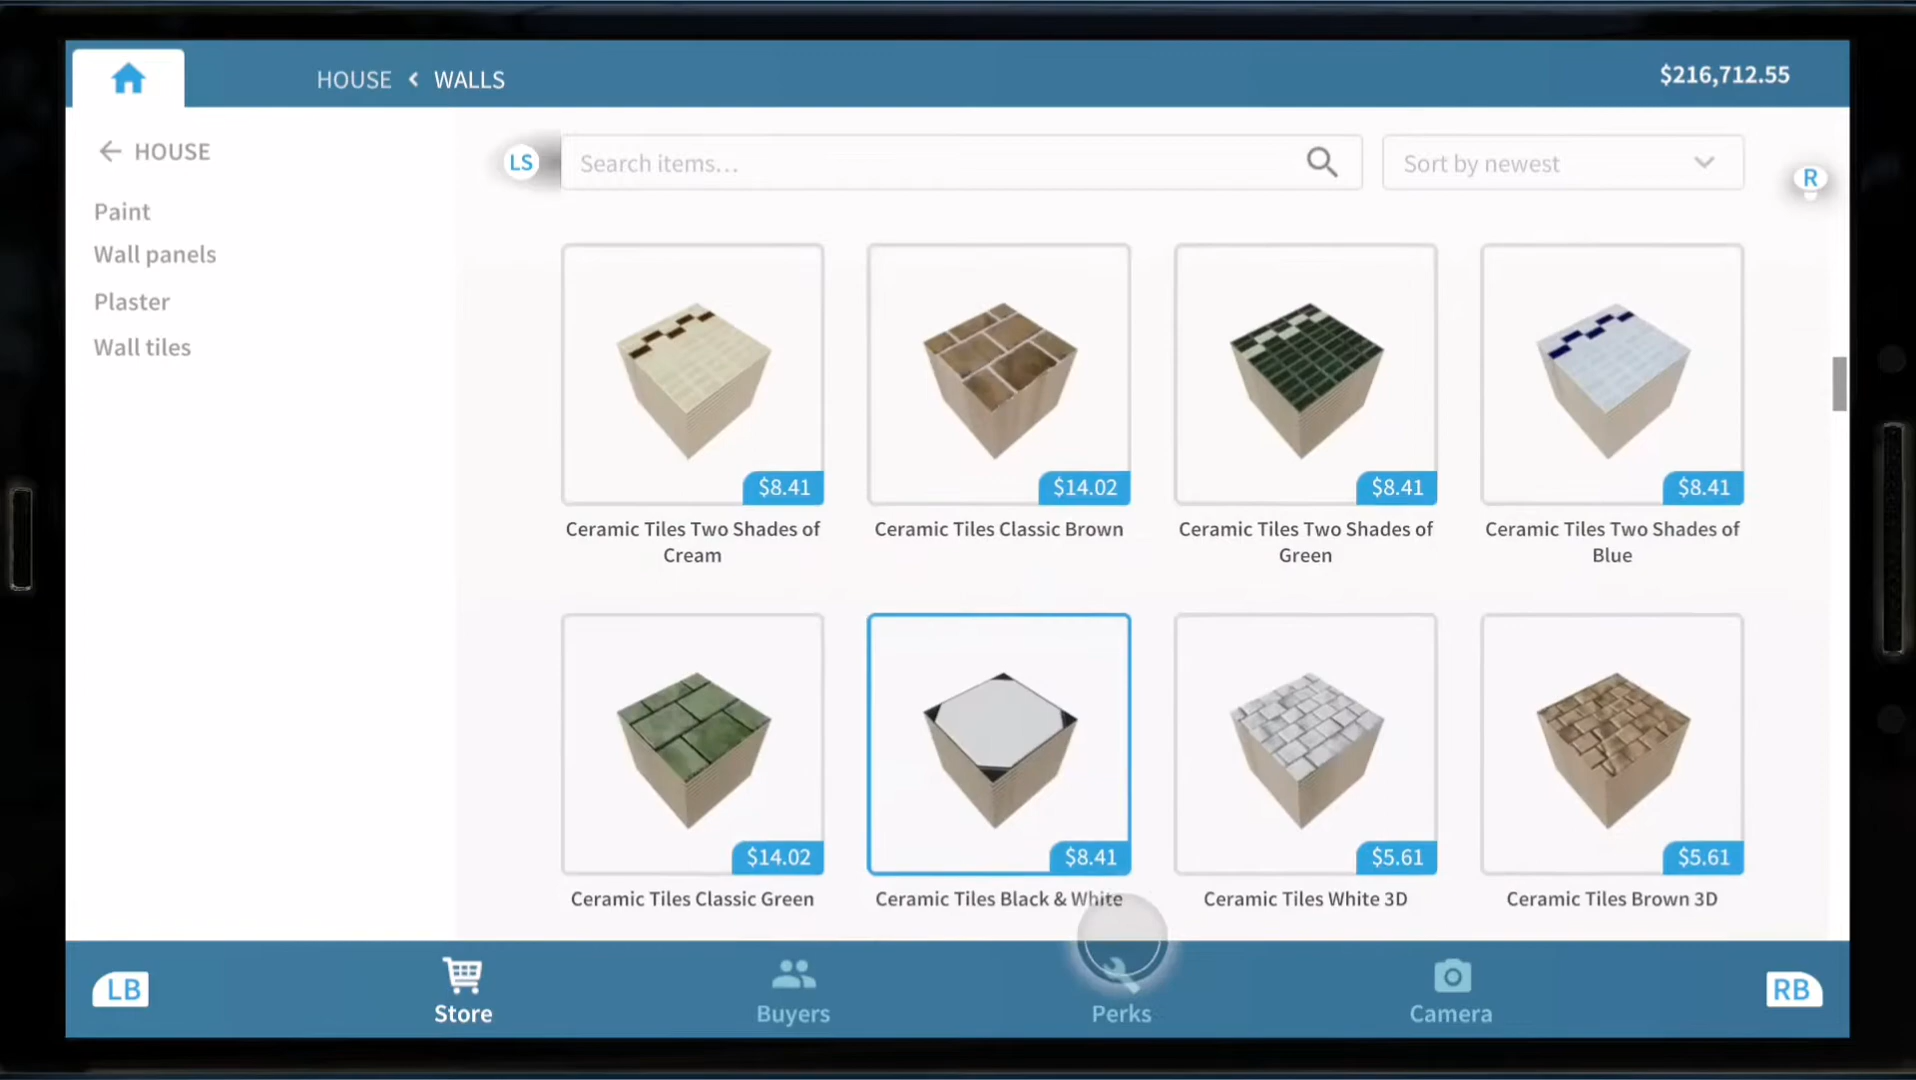 HOUSE < WALLS
$216,712.55
← HOUSE
Paint
Wall panels
Plaster
Wall tiles
LS
Search items...
Sort by newest
R
$8.41
$14.02
$8.41
$8.41
Ceramic Tiles Two Shades of
Cream
Ceramic Tiles Classic Brown
Ceramic Tiles Two Shades of
Green
Ceramic Tiles Two Shades of
Blue
$14.02
$8.41
$5.61
$5.61
Ceramic Tiles Classic Green
Ceramic Tiles Black & White
Ceramic Tiles White 3D
Ceramic Tiles Brown 3D
LB
Store
Buyers
Perks
Camera
RB